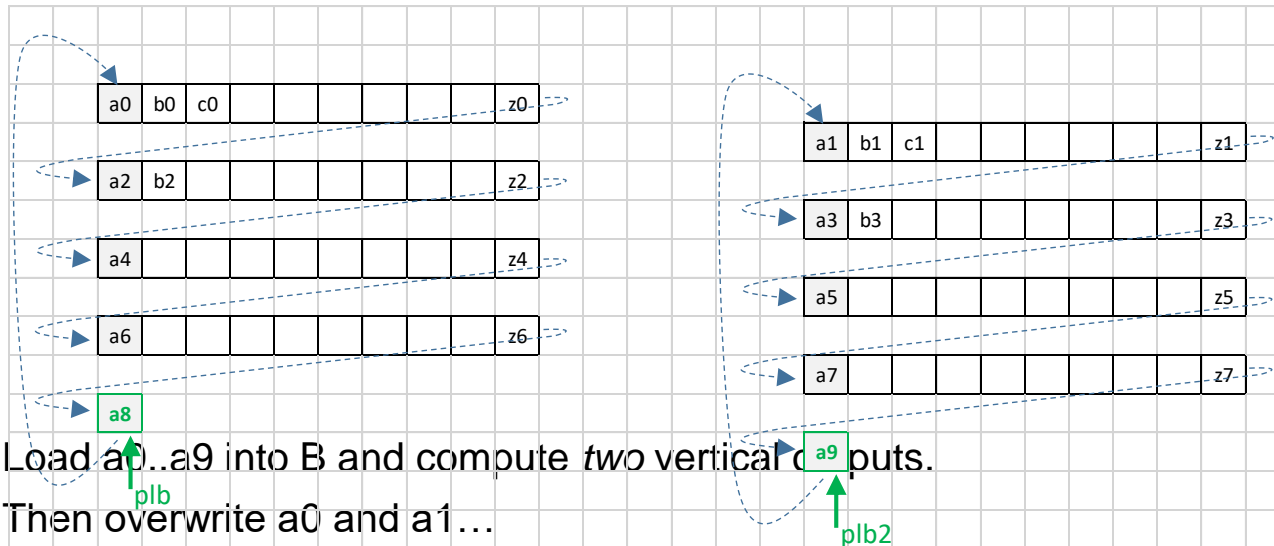 a0 b0 c0 z0
a1 b1 c1 z1
a2 b2 z2
a3 b3 z3
a4 z4
a5 z5
a6 z6
a7 z7
a8
a9
Load a0..a9 into B and compute two vertical puts.
plb
Then overwrite a0 and a1...
plb2